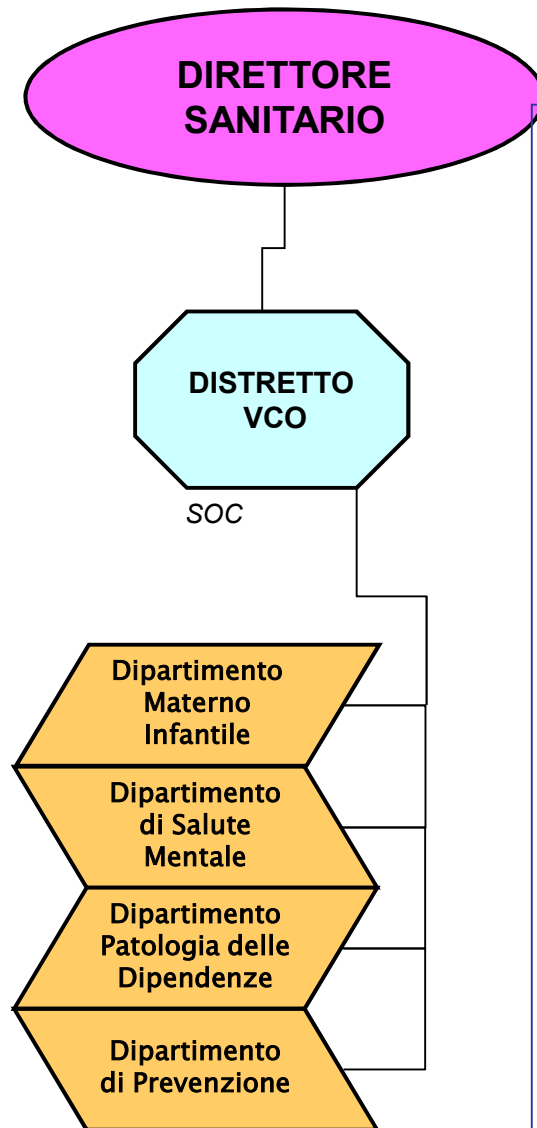 DIRETTORE
SANITARIO
DISTRETTO
VCO
SOC
Dipartimento
Materno
Infantile
Dipartimento
di Salute
Mentale
Dipartimento
Patologia delle
Dipendenze
Dipartimento
di Prevenzione